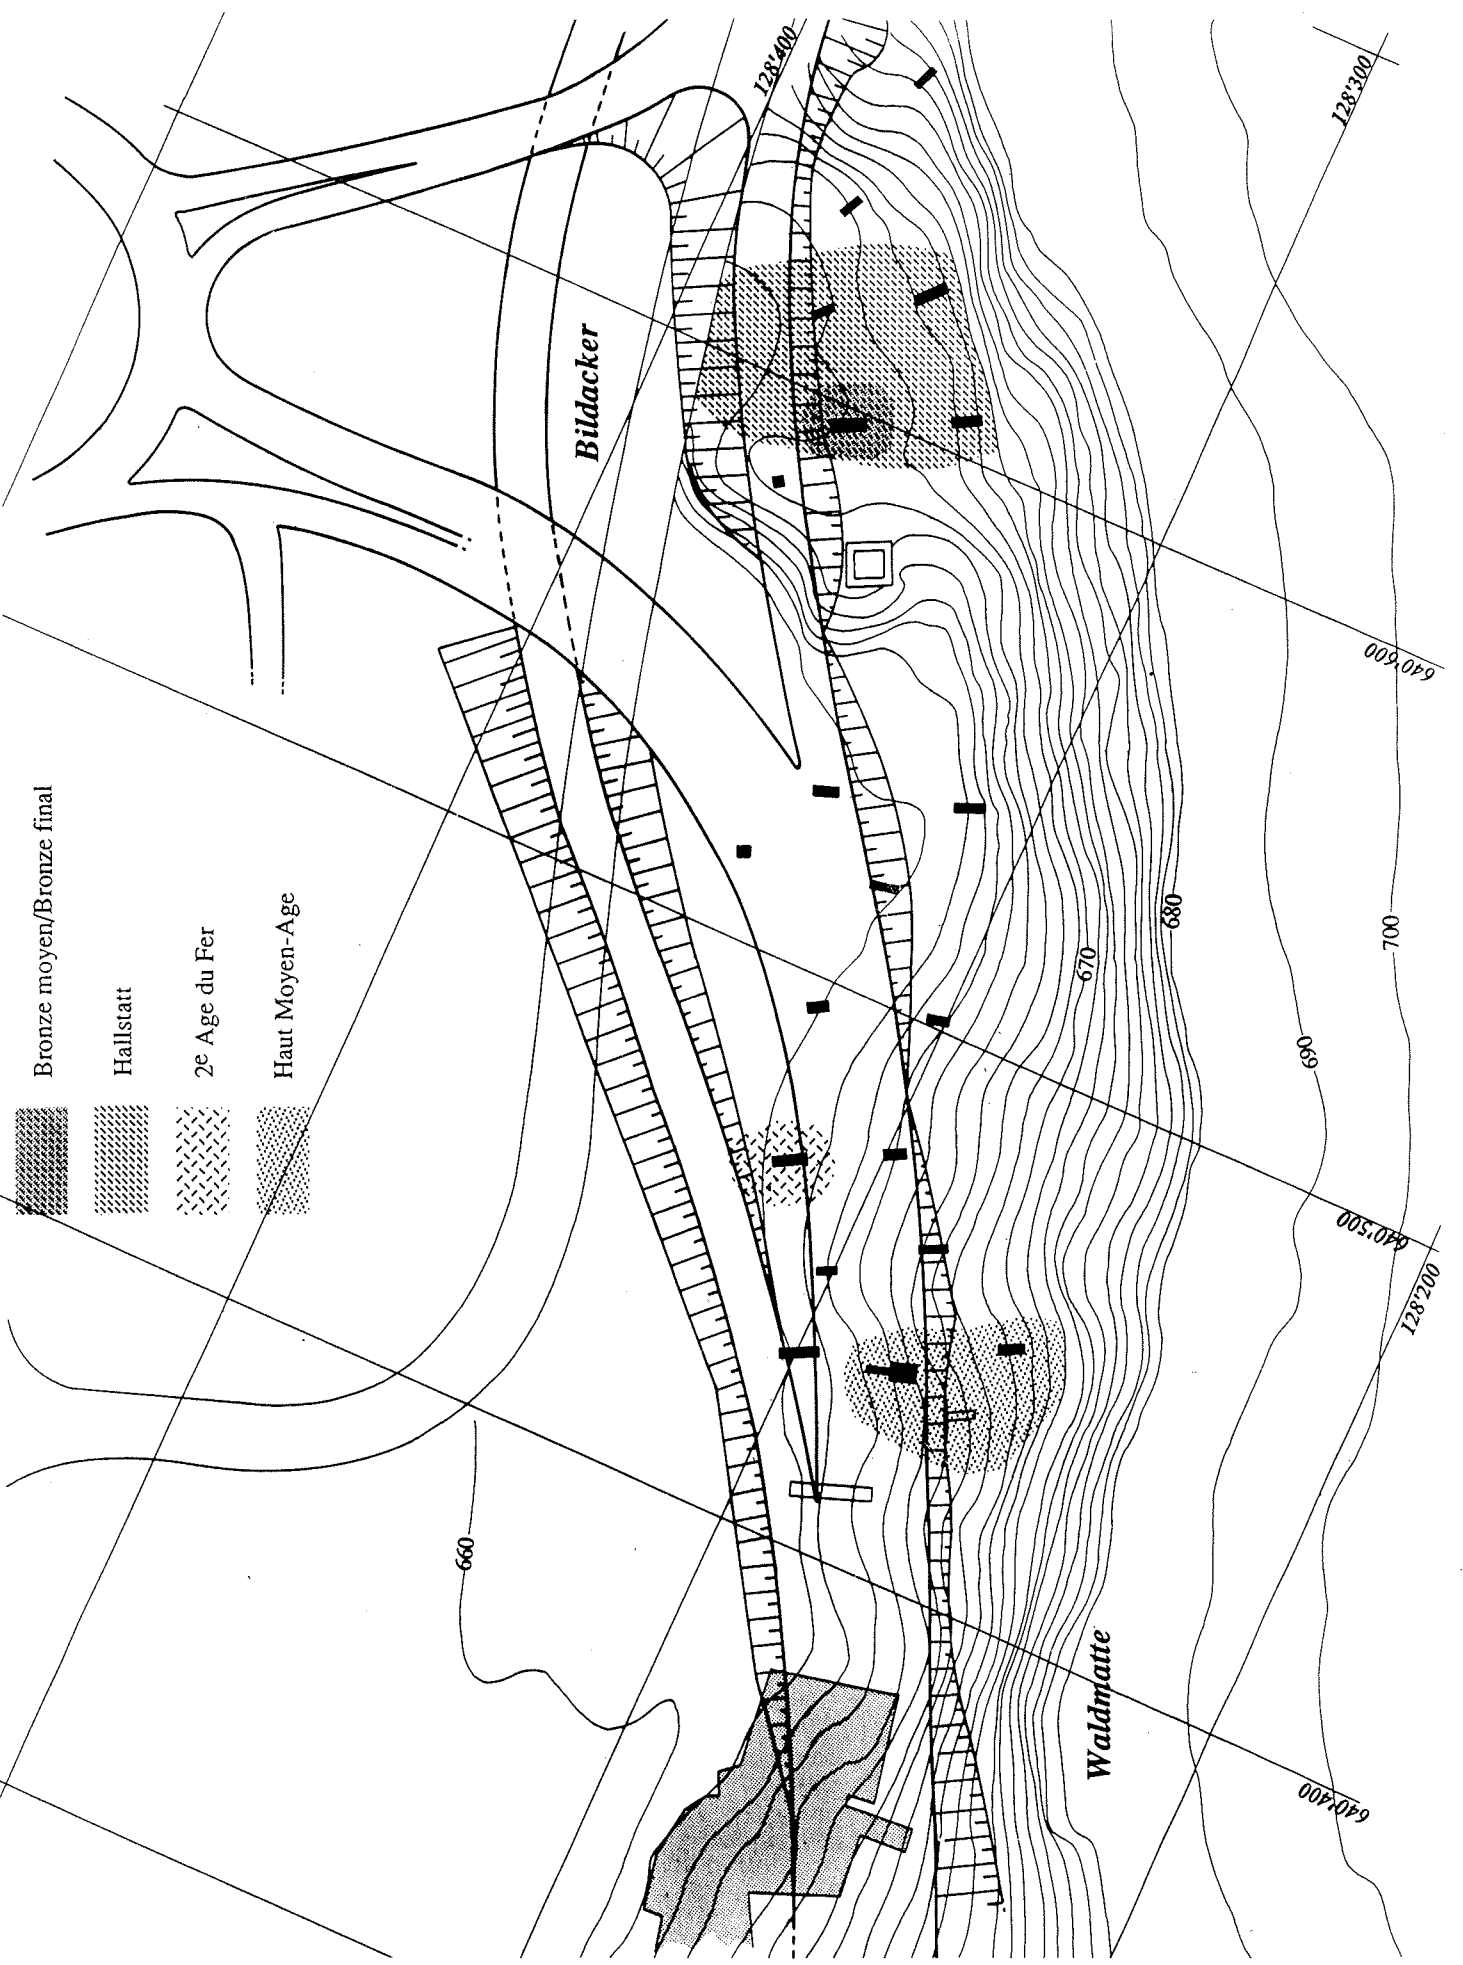 Bronze moyen/Bronze final
Hallstatt
2e Age du Fer
Haut Moyen-Age
Bildacker
Waldmatte
128'400
128'300
128'200
640'600
640'500
640'400
660
670
680
690
700